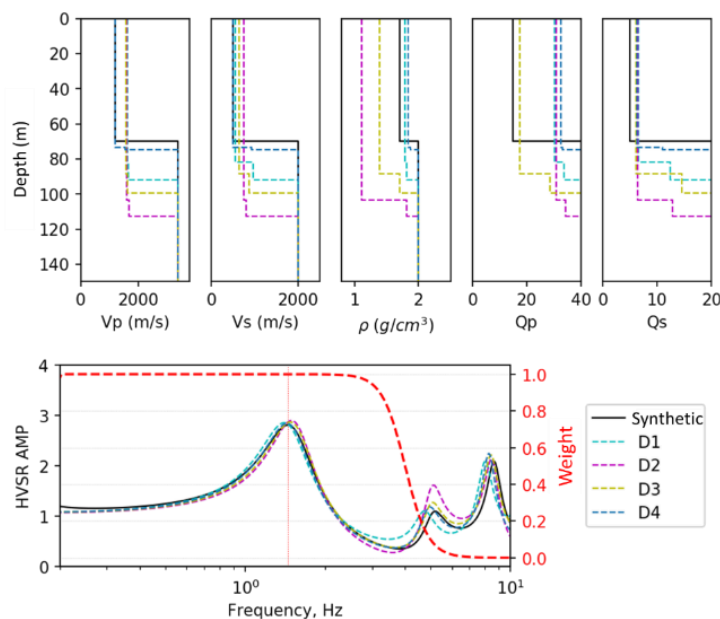 0
20
40
60
80
100
120
140
Depth (m)
0 2000
Vp (m/s)
0 2000
Vs (m/s)
1 2
ρ (g/cm³)
0 20 40
Qp
0 10 20
Qs
4
3
2
1
0
HVSR AMP
10⁰ 10¹
Frequency, Hz
1.0
0.8
0.6
0.4
0.2
0.0
Weight
Synthetic
D1
D2
D3
D4